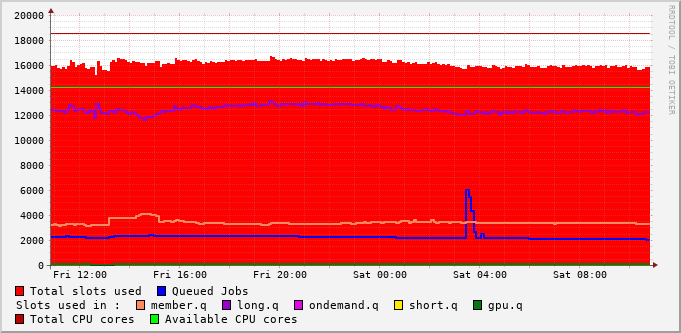 20000
18000
16000
14000
12000
10000
8000
6000
4000
2000
0
Fri 12:00 Fri 16:00 Fri 20:00 Sat 00:00 Sat 04:00 Sat 08:00
Total slots used Queued Jobs
Slots used in : member.q long.q ondemand.q short.q gpu.q
Total CPU cores Available CPU cores
RRDTOOL / TOBI OETIKER